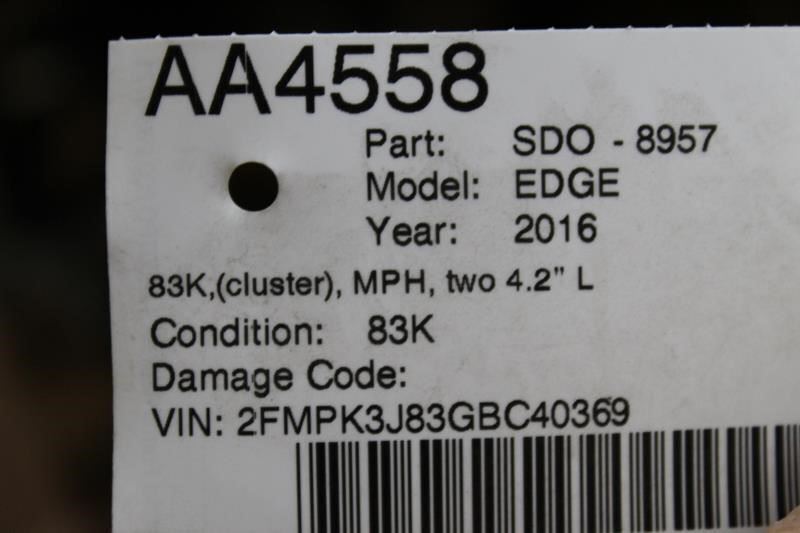 AA4558
Part: SDO - 8957
Model: EDGE
Year: 2016
83K,(cluster), MPH, two 4.2" L
Condition: 83K
Damage Code:
VIN: 2FMPK3J83GBC40369